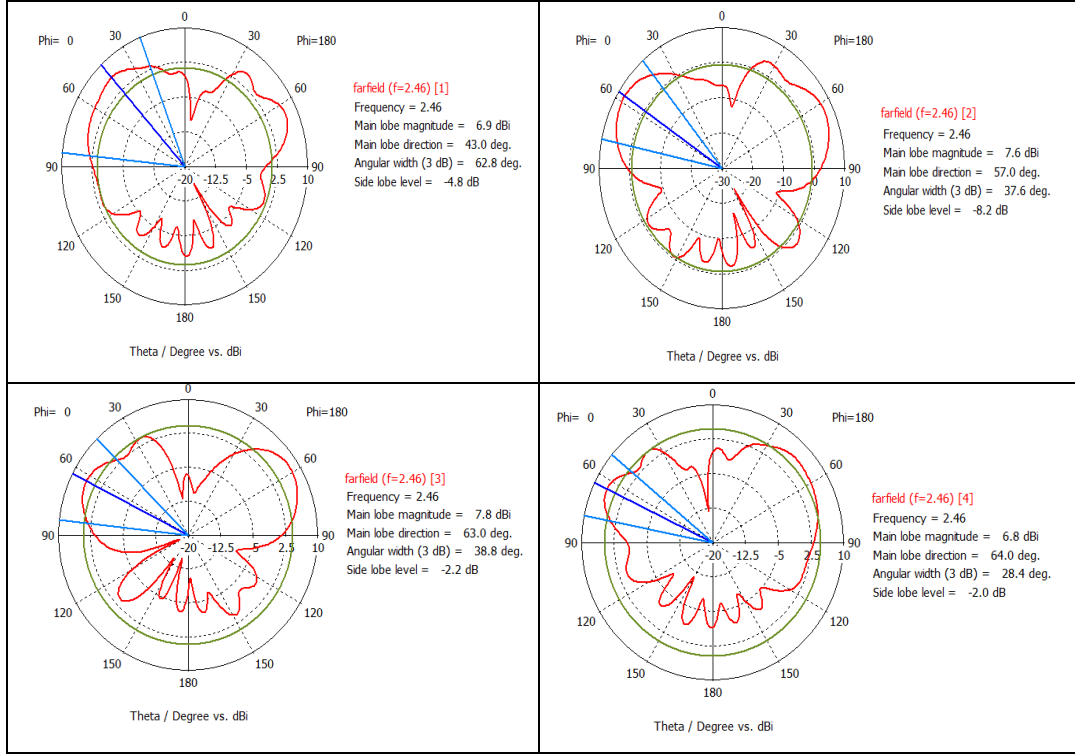 0
Phi= 0 30 30 Phi=180
60 60
90 -20 -12.5 -5 2.5 10 90
120 120
150 150
180
Theta / Degree vs. dBi
farfield (f=2.46) [1]
Frequency = 2.46
Main lobe magnitude = 6.9 dBi
Main lobe direction = 43.0 deg.
Angular width (3 dB) = 62.8 deg.
Side lobe level = -4.8 dB
0
Phi= 0 30 30 Phi=180
60 60
90 -30 -20 -10 0 10 90
120 120
150 150
180
Theta / Degree vs. dBi
farfield (f=2.46) [2]
Frequency = 2.46
Main lobe magnitude = 7.6 dBi
Main lobe direction = 57.0 deg.
Angular width (3 dB) = 37.6 deg.
Side lobe level = -8.2 dB
0
Phi= 0 30 30 Phi=180
60 60
90 -20 -12.5 -5 2.5 10 90
120 120
150 150
180
Theta / Degree vs. dBi
farfield (f=2.46) [3]
Frequency = 2.46
Main lobe magnitude = 7.8 dBi
Main lobe direction = 63.0 deg.
Angular width (3 dB) = 38.8 deg.
Side lobe level = -2.2 dB
0
Phi= 0 30 30 Phi=180
60 60
90 -20 -12.5 -5 2.5 10 90
120 120
150 150
180
Theta / Degree vs. dBi
farfield (f=2.46) [4]
Frequency = 2.46
Main lobe magnitude = 6.8 dBi
Main lobe direction = 64.0 deg.
Angular width (3 dB) = 28.4 deg.
Side lobe level = -2.0 dB